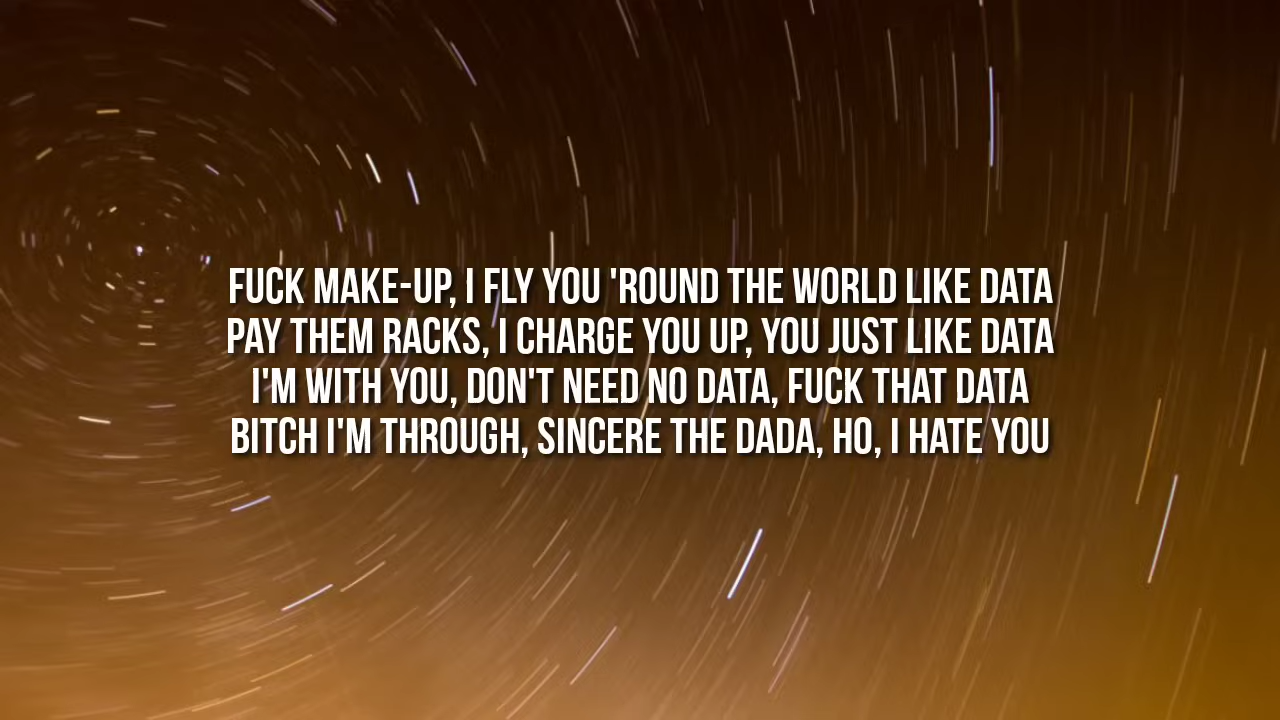 FUCK MAKE-UP, I FLY YOU 'ROUND THE WORLD LIKE DATA
PAY THEM RACKS, I CHARGE YOU UP, YOU JUST LIKE DATA
I'M WITH YOU, DON'T NEED NO DATA, FUCK THAT DATA
BITCH I'M THROUGH, SINCERE THE DADA, HO, I HATE YOU